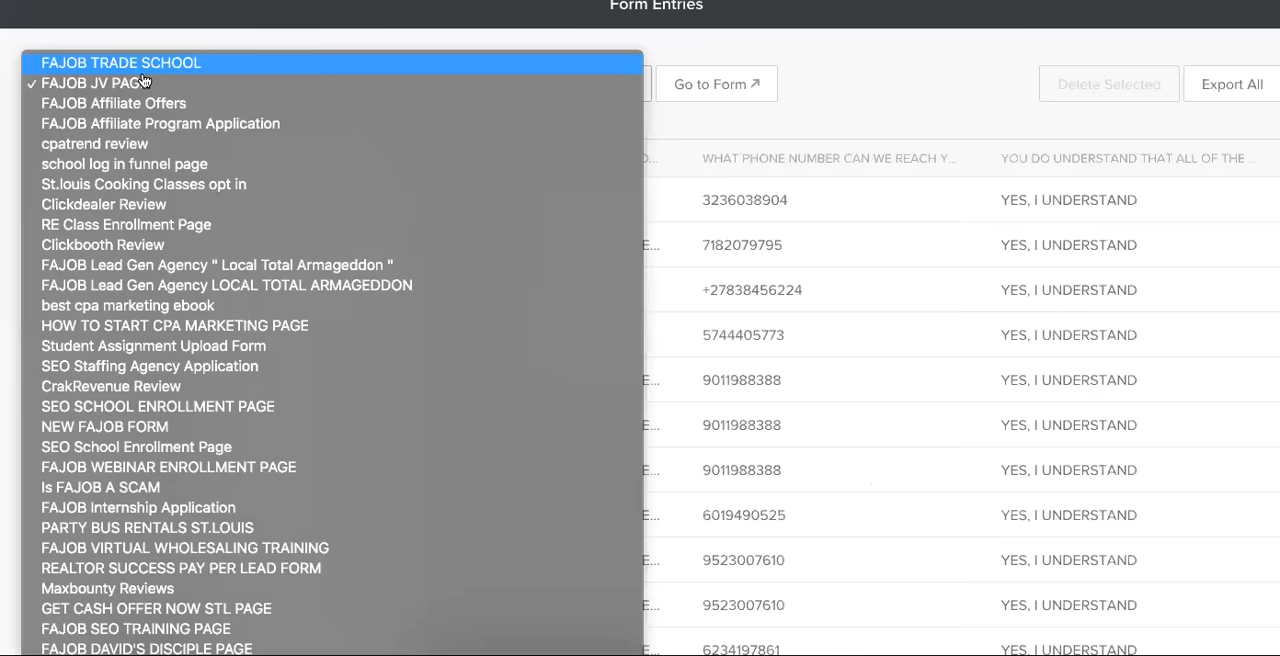 Form Entries
FAJOB TRADE SCHOOL
✓ FAJOB JV PAG
FAJOB Affiliate Offers
FAJOB Affiliate Program Application
cpatrend review
school log in funnel page
St.louis Cooking Classes opt in
Clickdealer Review
RE Class Enrollment Page
Clickbooth Review
FAJOB Lead Gen Agency " Local Total Armageddon "
FAJOB Lead Gen Agency LOCAL TOTAL ARMAGEDDON
best cpa marketing ebook
HOW TO START CPA MARKETING PAGE
Student Assignment Upload Form
SEO Staffing Agency Application
CrakRevenue Review
SEO SCHOOL ENROLLMENT PAGE
NEW FAJOB FORM
SEO School Enrollment Page
FAJOB WEBINAR ENROLLMENT PAGE
Is FAJOB A SCAM
FAJOB Internship Application
PARTY BUS RENTALS ST.LOUIS
FAJOB VIRTUAL WHOLESALING TRAINING
REALTOR SUCCESS PAY PER LEAD FORM
Maxbounty Reviews
GET CASH OFFER NOW STL PAGE
FAJOB SEO TRAINING PAGE
FAJOB DAVID'S DISCIPLE PAGE
Go to Form ↗
Delete Selected
Export All
O... WHAT PHONE NUMBER CAN WE REACH Y... YOU DO UNDERSTAND THAT ALL OF THE ...
3236038904 YES, I UNDERSTAND
E... 7182079795 YES, I UNDERSTAND
+27838456224 YES, I UNDERSTAND
5744405773 YES, I UNDERSTAND
E... 9011988388 YES, I UNDERSTAND
E... 9011988388 YES, I UNDERSTAND
E... 9011988388 YES, I UNDERSTAND
E... 6019490525 YES, I UNDERSTAND
E... 9523007610 YES, I UNDERSTAND
E... 9523007610 YES, I UNDERSTAND
E... 6234197861 YES, I UNDERSTAND